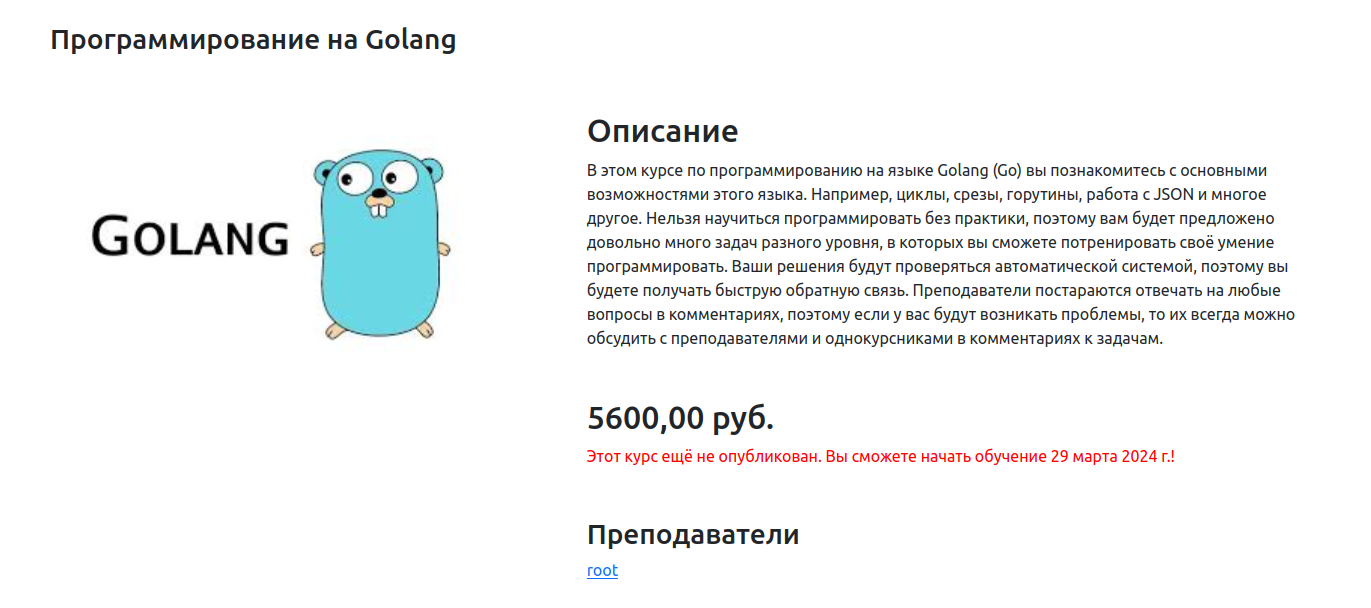 Программирование на Golang
GOLANG
Описание
В этом курсе по программированию на языке Golang (Go) вы познакомитесь с основными
возможностями этого языка. Например, циклы, срезы, горутины, работа с JSON и многое
другое. Нельзя научиться программировать без практики, поэтому вам будет предложено
довольно много задач разного уровня, в которых вы сможете потренировать своё умение
программировать. Ваши решения будут проверяться автоматической системой, поэтому вы
будете получать быструю обратную связь. Преподаватели постараются отвечать на любые
вопросы в комментариях, поэтому если у вас будут возникать проблемы, то их всегда можно
обсудить с преподавателями и однокурсниками в комментариях к задачам.
5600,00 руб.
Этот курс ещё не опубликован. Вы сможете начать обучение 29 марта 2024 г.!
Преподаватели
root